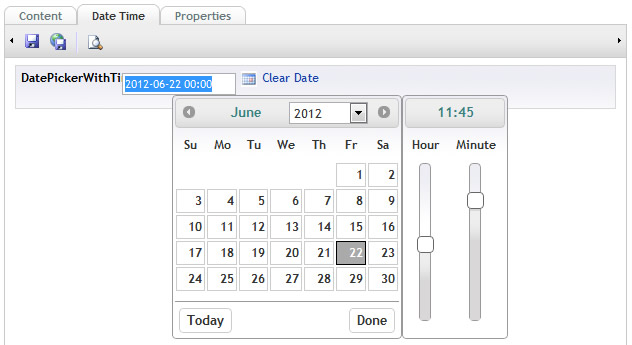 Content Date Time Properties
DatePickerWithTi 2012-06-22 00:00 Clear Date
June 2012 11:45
Su Mo Tu We Th Fr Sa Hour Minute
1 2
3 4 5 6 7 8 9
10 11 12 13 14 15 16
17 18 19 20 21 22 23
24 25 26 27 28 29 30
Today Done